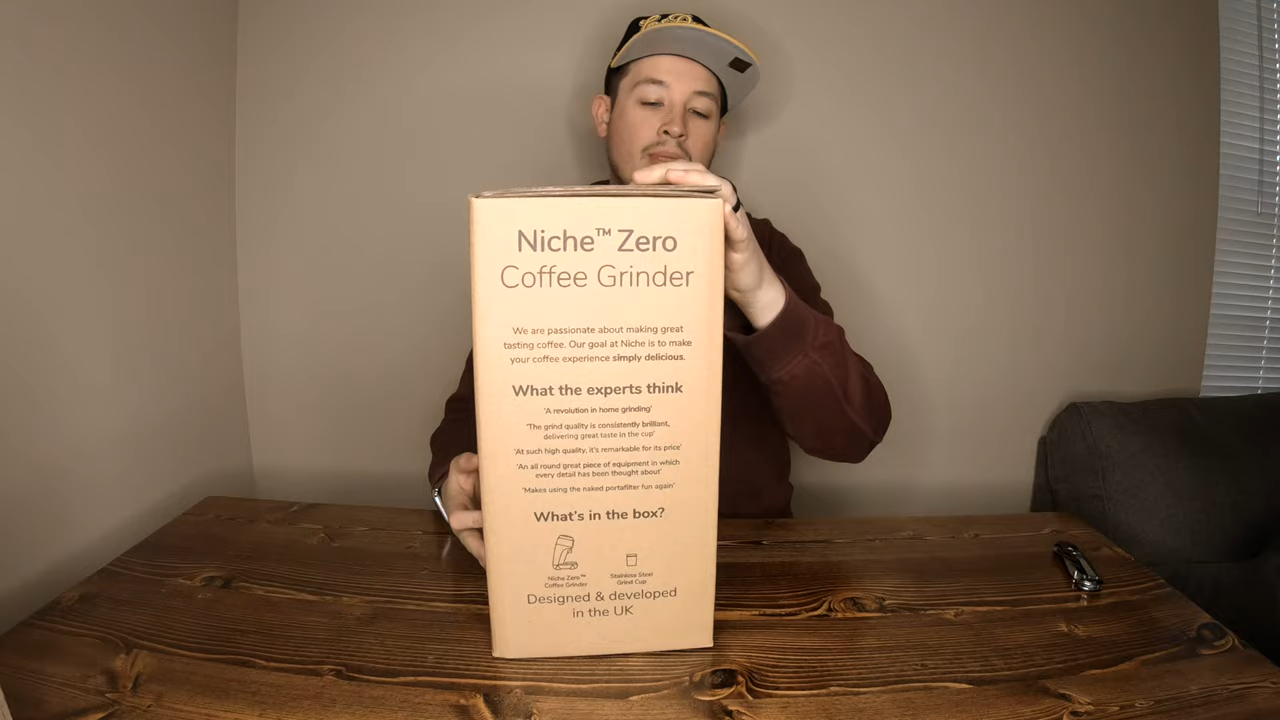 Niche™ Zero
Coffee Grinder
We are passionate about making great
tasting coffee. Our goal at Niche is to make
your coffee experience simply delicious.
What the experts think
'A revolution in home grinding'
'The grind quality is consistently brilliant,
delivering great taste in the cup'
'At such high quality, it's remarkable for its price'
'An all round great piece of equipment in which
every detail has been thought about'
'Makes using the naked portafilter fun again'
What's in the box?
Niche Zero™
Coffee Grinder
Stainless Steel
Grind Cup
Designed & developed
in the UK